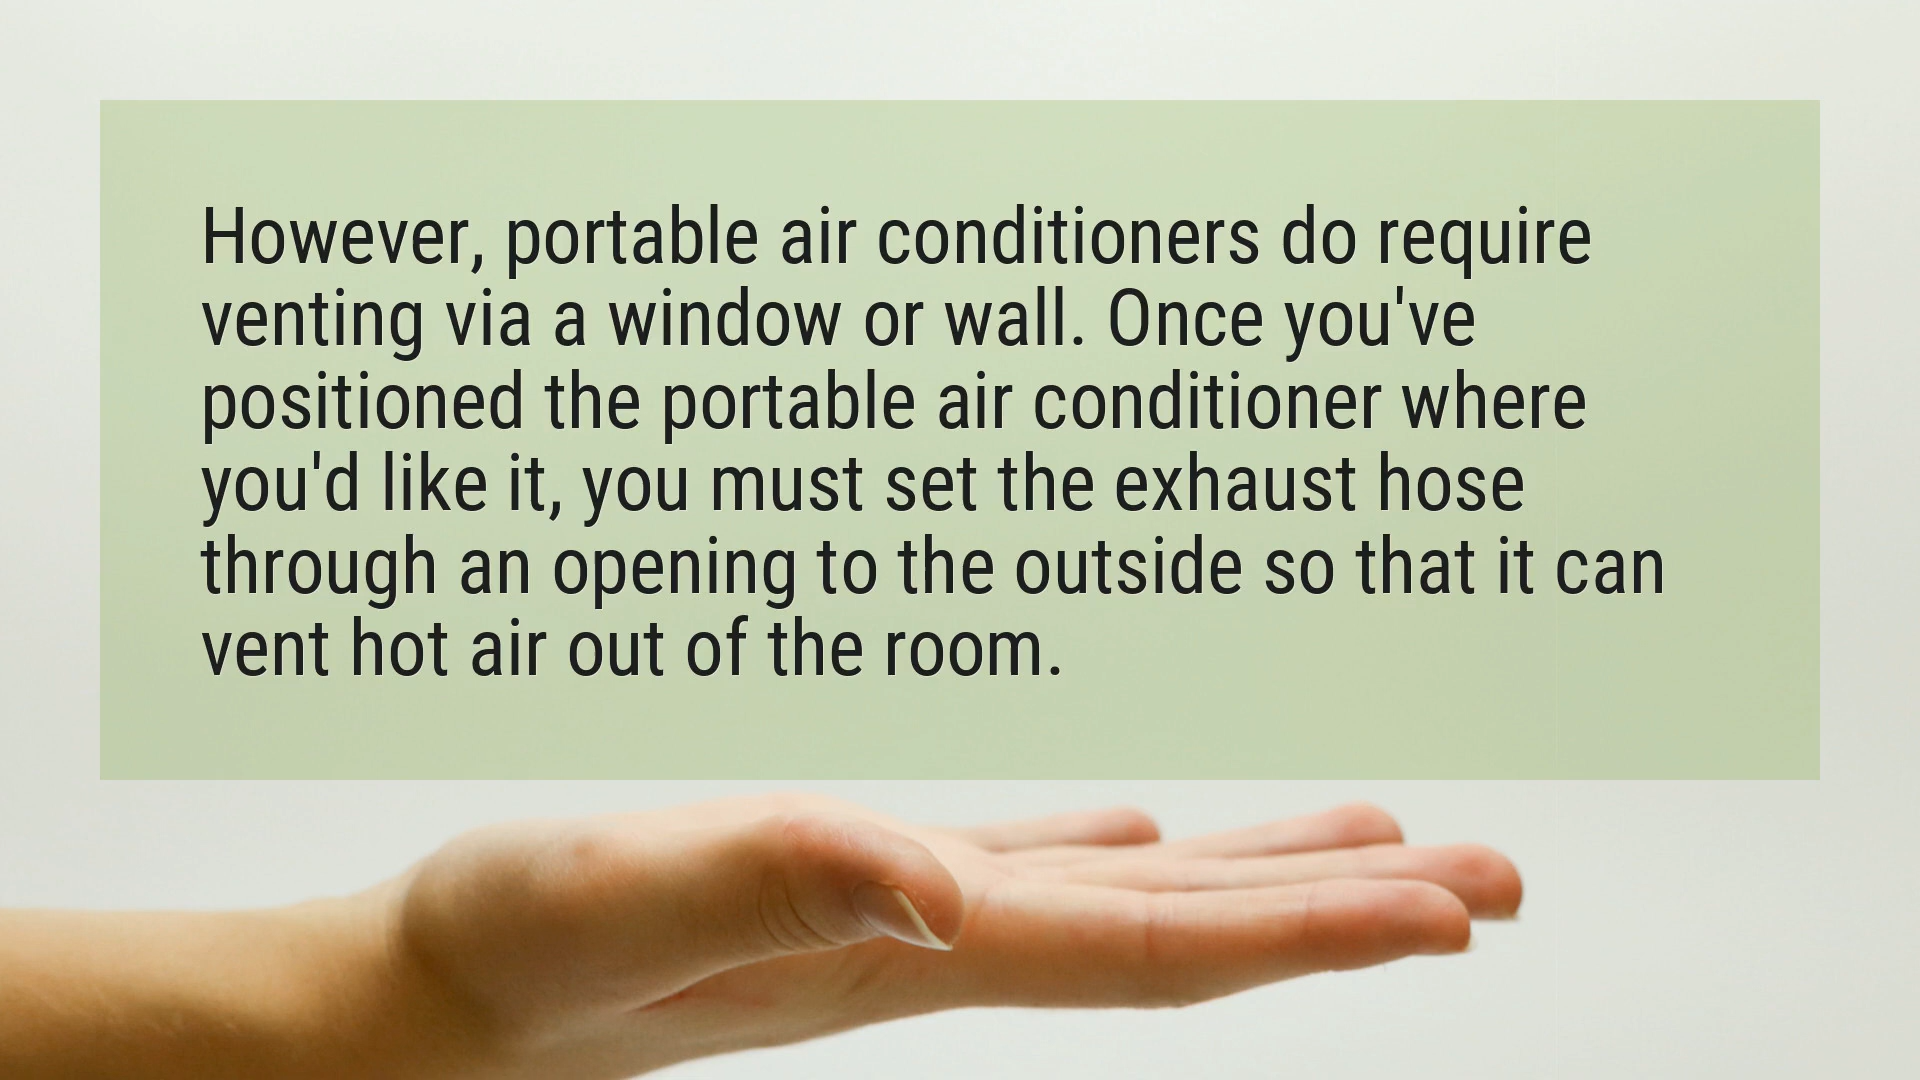 However, portable air conditioners do require
venting via a window or wall. Once you've
positioned the portable air conditioner where
you'd like it, you must set the exhaust hose
through an opening to the outside so that it can
vent hot air out of the room.